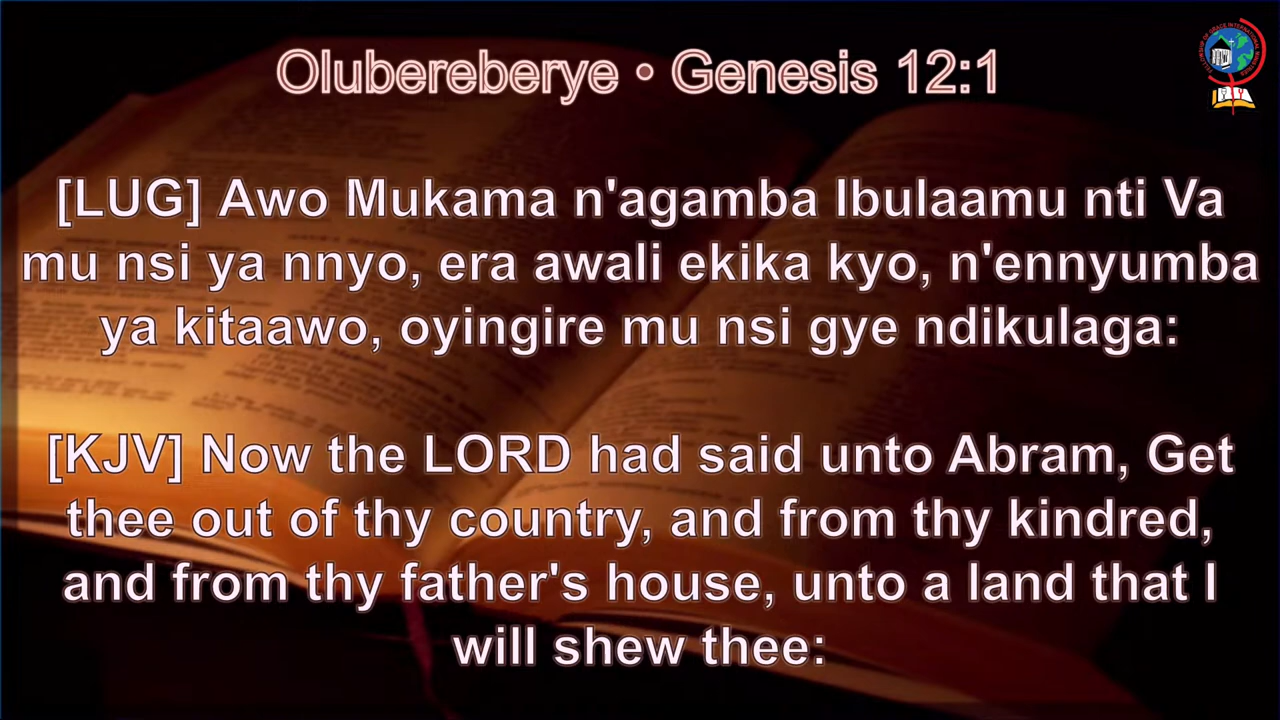 Olubereberye • Genesis 12:1
[LUG] Awo Mukama n'agamba Ibulaamu nti Va
mu nsi ya nnyo, era awali ekika kyo, n'ennyumba
ya kitaawo, oyingire mu nsi gye ndikulaga:
[KJV] Now the LORD had said unto Abram, Get
thee out of thy country, and from thy kindred,
and from thy father's house, unto a land that I
will shew thee: